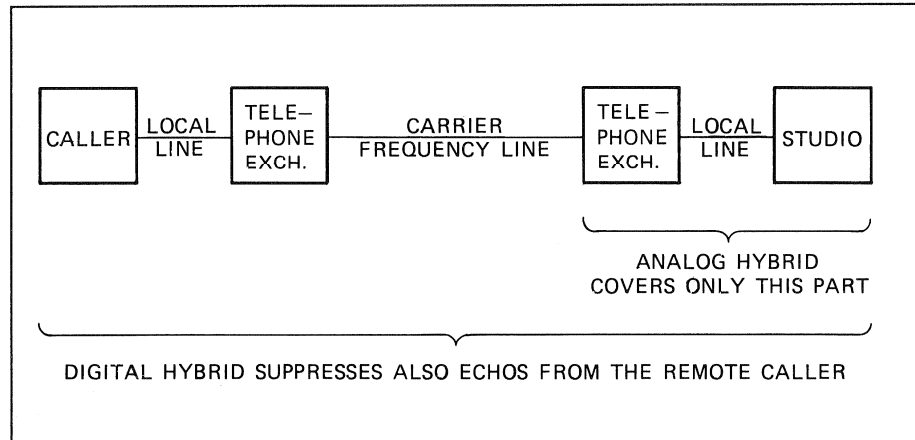 CALLER
LOCAL
LINE
TELE–
PHONE
EXCH.
CARRIER
FREQUENCY LINE
TELE–
PHONE
EXCH.
LOCAL
LINE
STUDIO
ANALOG HYBRID
COVERS ONLY THIS PART
DIGITAL HYBRID SUPPRESSES ALSO ECHOS FROM THE REMOTE CALLER